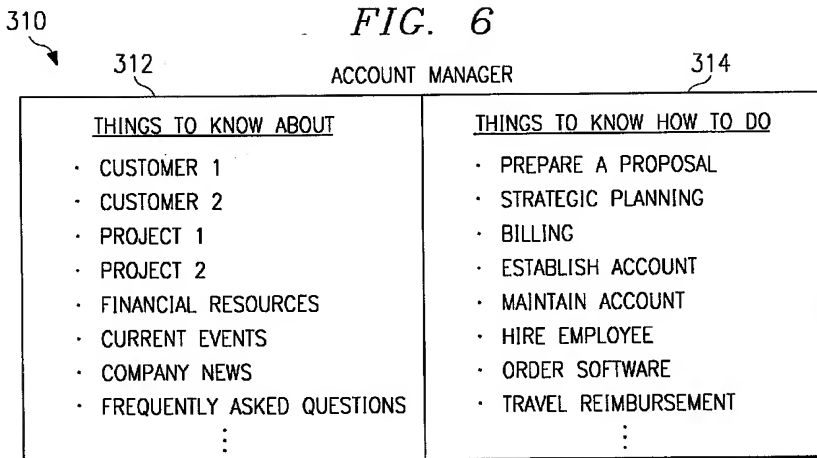 FIG. 6
310
312
ACCOUNT MANAGER
314
THINGS TO KNOW ABOUT
· CUSTOMER 1
· CUSTOMER 2
· PROJECT 1
· PROJECT 2
· FINANCIAL RESOURCES
· CURRENT EVENTS
· COMPANY NEWS
· FREQUENTLY ASKED QUESTIONS
THINGS TO KNOW HOW TO DO
· PREPARE A PROPOSAL
· STRATEGIC PLANNING
· BILLING
· ESTABLISH ACCOUNT
· MAINTAIN ACCOUNT
· HIRE EMPLOYEE
· ORDER SOFTWARE
· TRAVEL REIMBURSEMENT